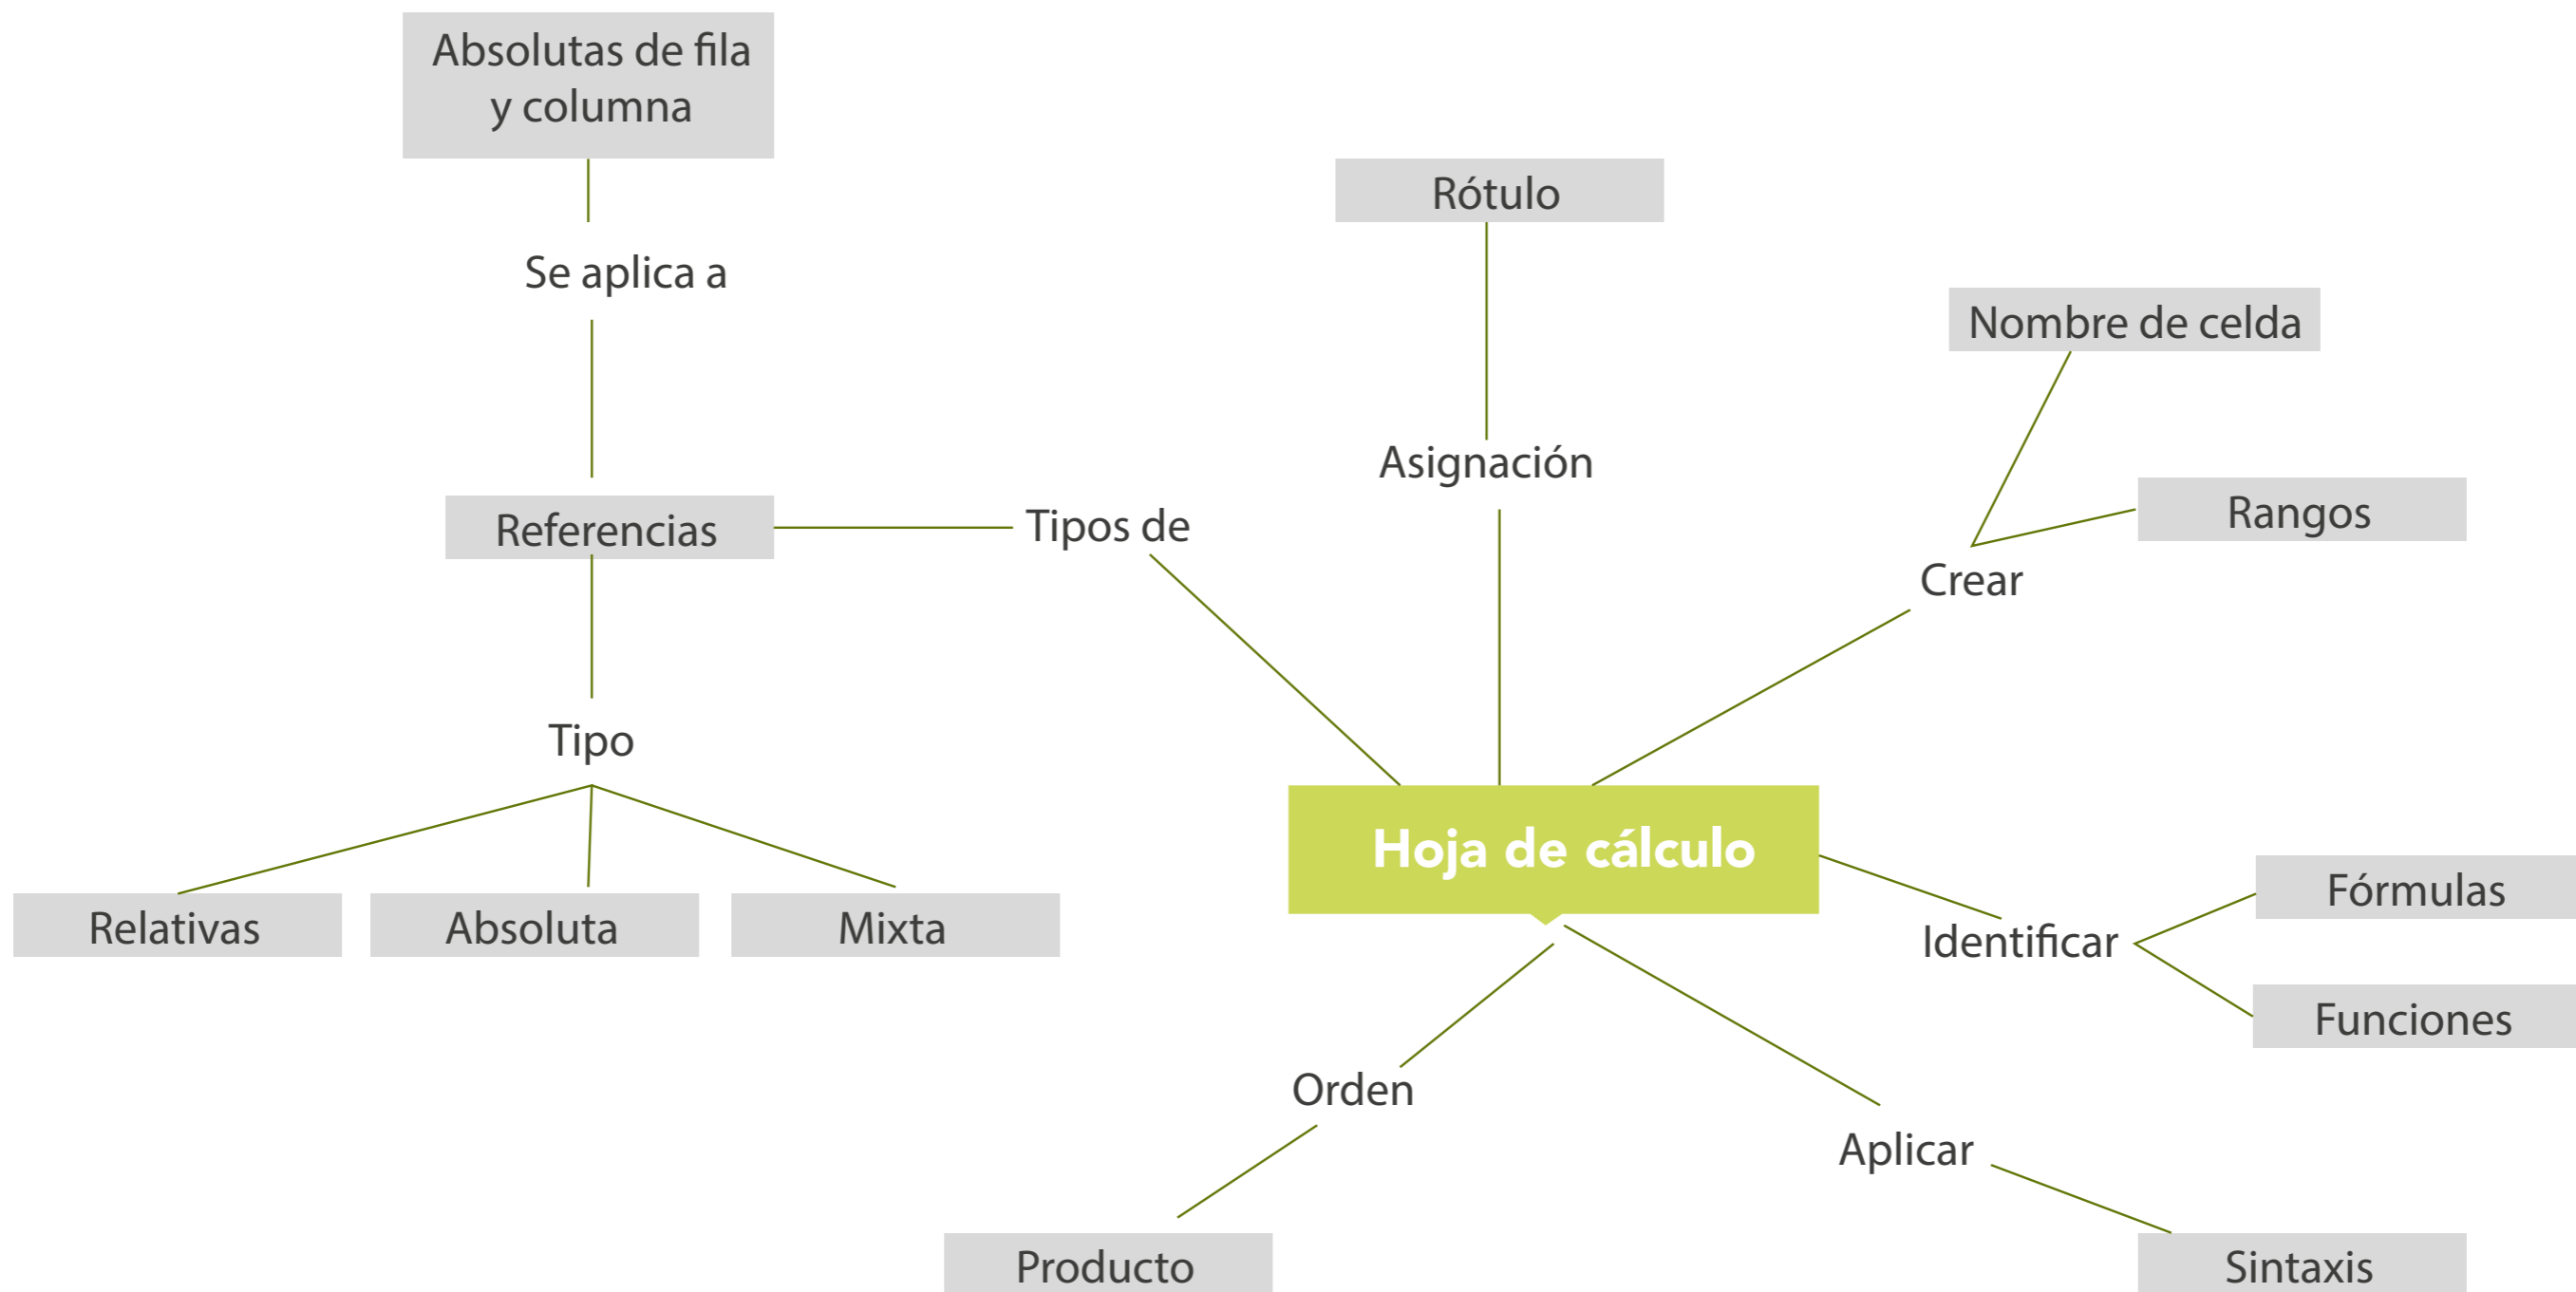 Absolutas de fila
y columna
Rótulo
Se aplica a
Nombre de celda
Asignación
Referencias
Tipos de
Rangos
Crear
Tipo
Hoja de cálculo
Relativas
Absoluta
Mixta
Fórmulas
Identificar
Funciones
Orden
Aplicar
Producto
Sintaxis